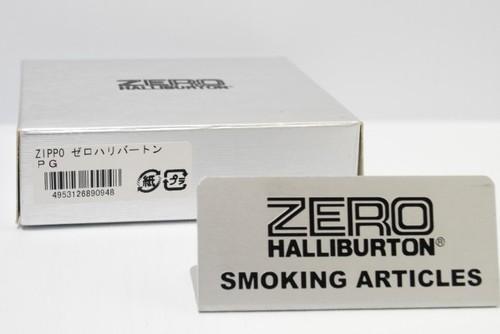 ZERO
HALLIBURTON®
ZIPPO ゼロハリバートン
PG
4953126890948
紙
プラ
ZERO
HALLIBURTON®
SMOKING ARTICLES